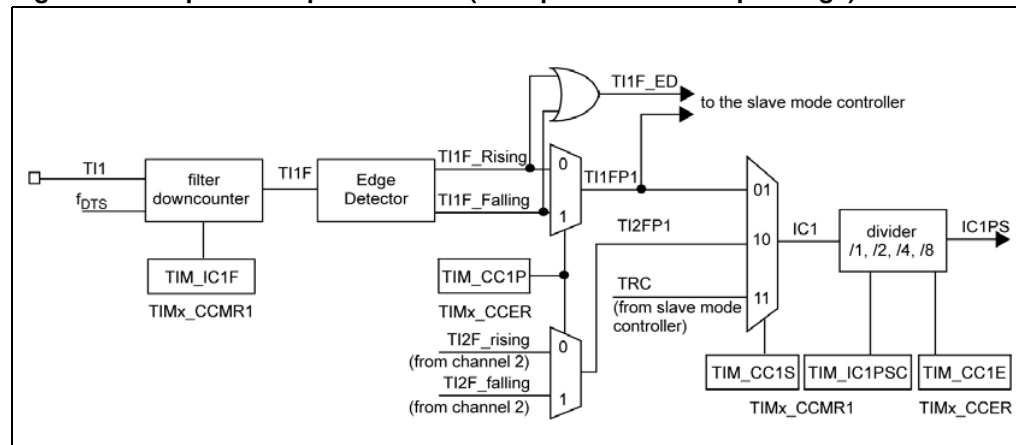 TI1F_ED
to the slave mode controller
TI1
TI1F
TI1F_Rising
0
TI1FP1
filter
downcounter
Edge
Detector
01
fDTS
TI1F_Falling
1
TI2FP1
10
IC1
divider
/1, /2, /4, /8
IC1PS
TIM_IC1F
TIM_CC1P
TRC
11
TIMx_CCMR1
TIMx_CCER
(from slave mode
controller)
TI2F_rising
0
(from channel 2)
TI2F_falling
1
(from channel 2)
TIM_CC1S
TIM_IC1PSC
TIM_CC1E
TIMx_CCMR1
TIMx_CCER